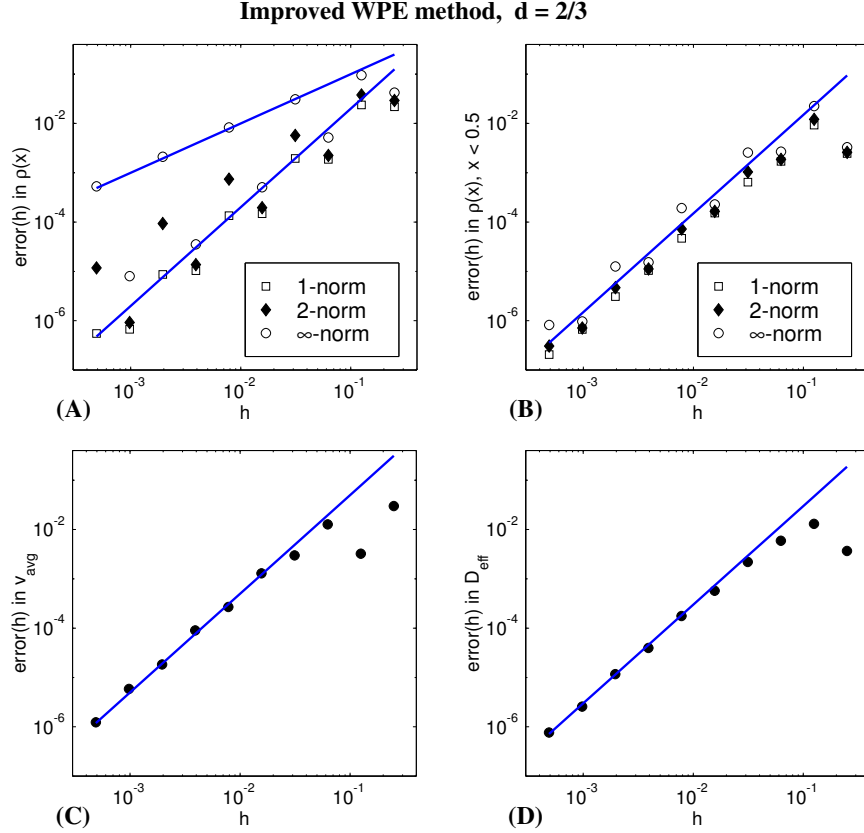 Improved WPE method, d = 2/3
error(h) in ρ(x)
10^-2
10^-4
10^-6
10^-3
10^-2
10^-1
h
1-norm
2-norm
∞-norm
(A)
error(h) in ρ(x), x < 0.5
10^-2
10^-4
10^-6
10^-3
10^-2
10^-1
h
1-norm
2-norm
∞-norm
(B)
error(h) in v_avg
10^-2
10^-4
10^-6
10^-3
10^-2
10^-1
h
(C)
error(h) in D_eff
10^-2
10^-4
10^-6
10^-3
10^-2
10^-1
h
(D)